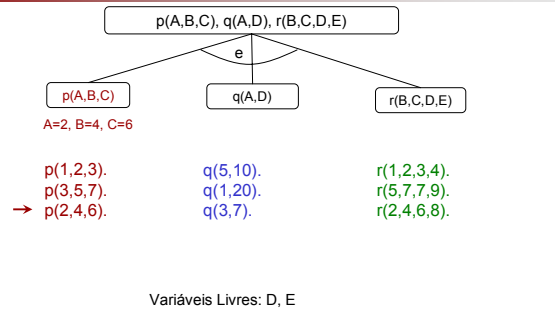 p(A,B,C), q(A,D), r(B,C,D,E)
e
p(A,B,C)
q(A,D)
r(B,C,D,E)
A=2, B=4, C=6
p(1,2,3).
q(5,10).
r(1,2,3,4).
p(3,5,7).
q(1,20).
r(5,7,7,9).
→ p(2,4,6).
q(3,7).
r(2,4,6,8).
Variáveis Livres: D, E